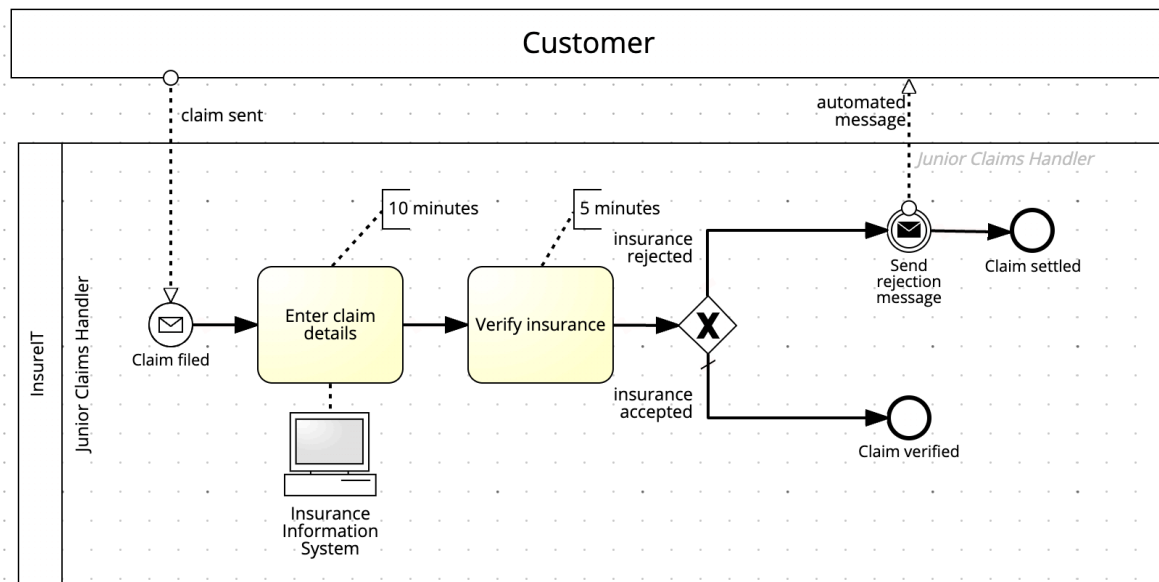 Customer
claim sent
automated
message
Junior Claims Handler
10 minutes
5 minutes
insurance
rejected
Send
rejection
message
Claim settled
InsureIT
Junior Claims Handler
Claim filed
Enter claim
details
Verify insurance
X
insurance
accepted
Claim verified
Insurance
Information
System